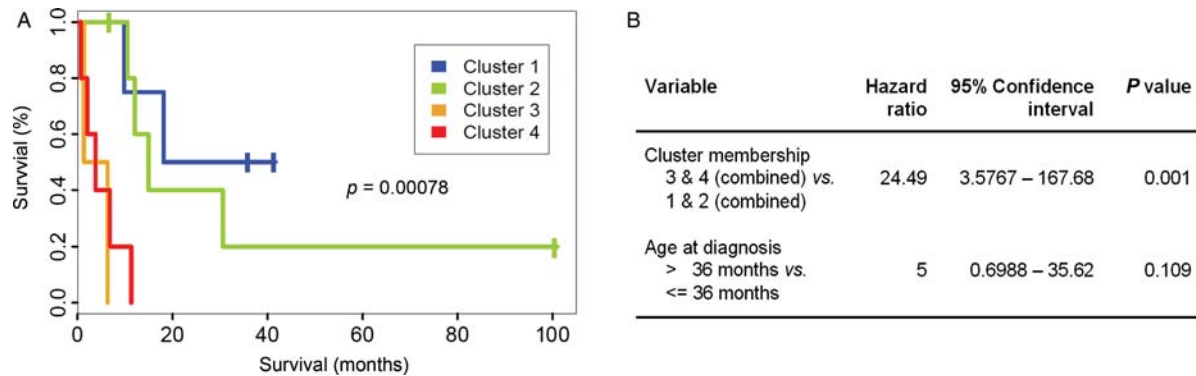 A
Survvial (%)
1.0
0.8
0.6
0.4
0.2
0.0
Cluster 1
Cluster 2
Cluster 3
Cluster 4
p = 0.00078
0 20 40 60 80 100
Survival (months)
B
Variable Hazard ratio 95% Confidence interval P value
Cluster membership
3 & 4 (combined) vs. 24.49 3.5767 – 167.68 0.001
1 & 2 (combined)
Age at diagnosis
> 36 months vs. 5 0.6988 – 35.62 0.109
<= 36 months